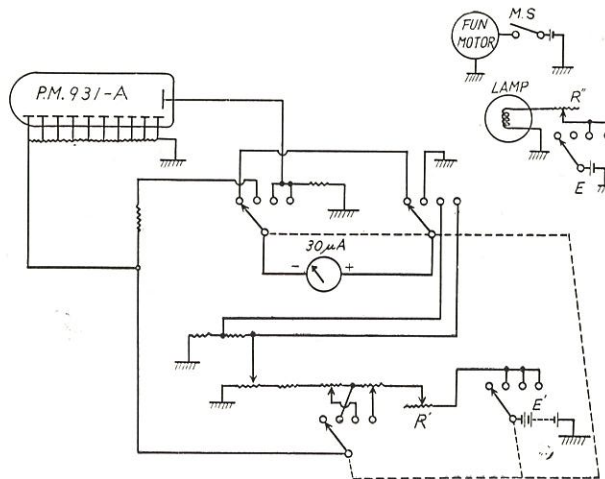 FUN
MOTOR
M.S
P.M. 931-A
LAMP
R"
E
30μA
- +
R'
E'